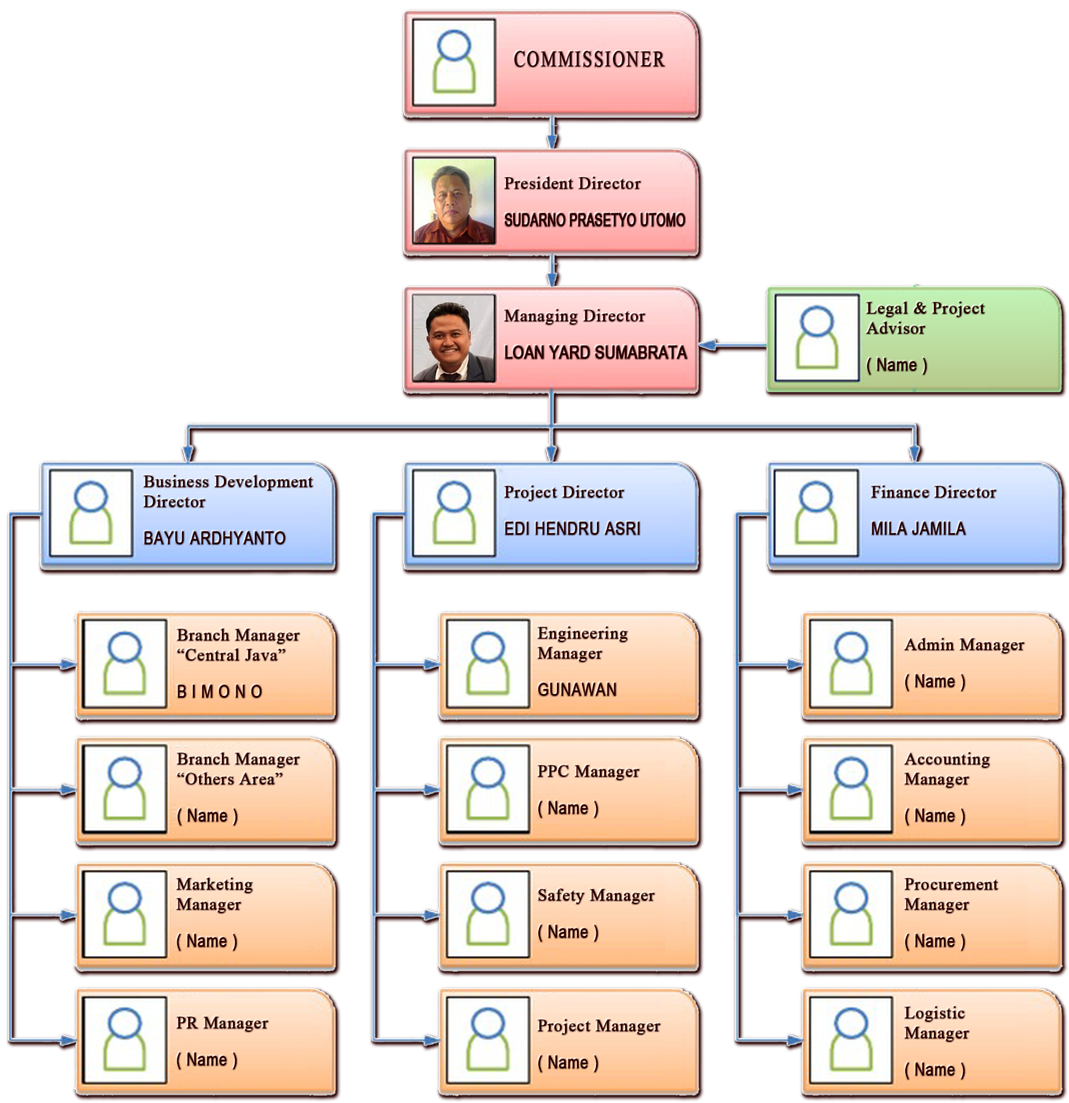 COMMISSIONER
President Director
SUDARNO PRASETYO UTOMO
Managing Director
LOAN YARD SUMABRATA
Legal & Project
Advisor
( Name )
Business Development
Director
BAYU ARDHYANTO
Project Director
EDI HENDRU ASRI
Finance Director
MILA JAMILA
Branch Manager
“Central Java”
B I M O N O
Branch Manager
“Others Area”
( Name )
Marketing
Manager
( Name )
PR Manager
( Name )
Engineering
Manager
GUNAWAN
PPC Manager
( Name )
Safety Manager
( Name )
Project Manager
( Name )
Admin Manager
( Name )
Accounting
Manager
( Name )
Procurement
Manager
( Name )
Logistic
Manager
( Name )